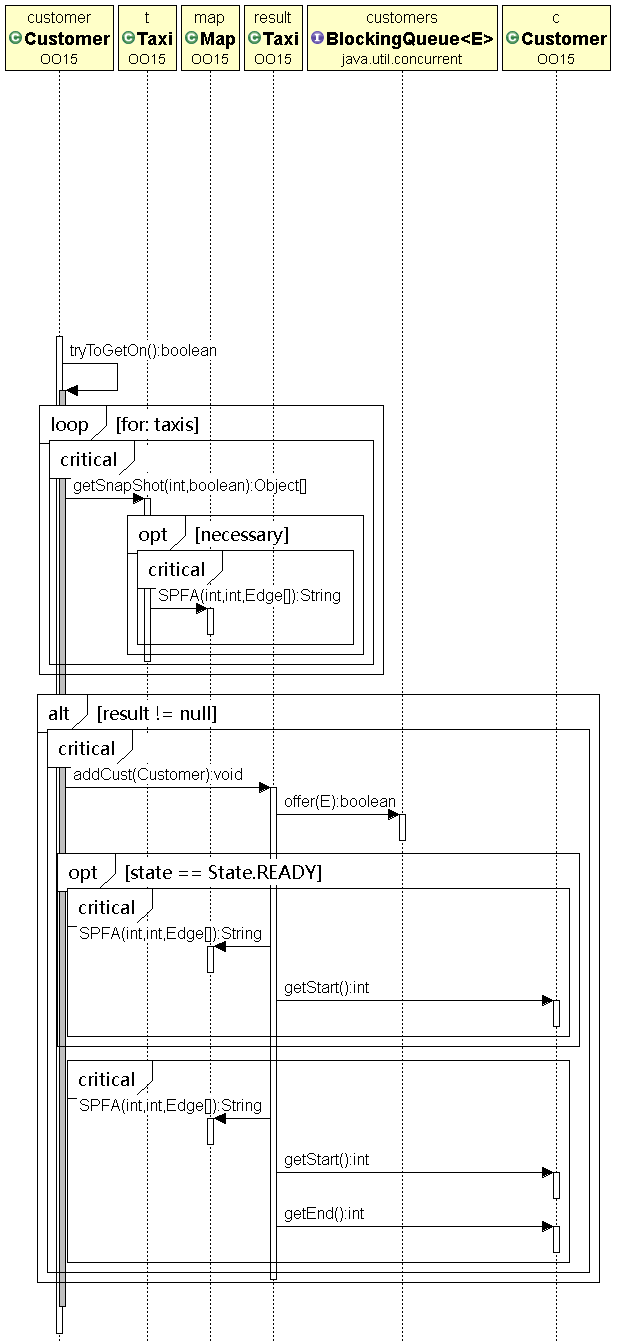 customer t map result customers c
C Customer C Taxi C Map C Taxi I BlockingQueue<E> C Customer
OO15 OO15 OO15 OO15 java.util.concurrent OO15
tryToGetOn():boolean
loop [for: taxis]
critical
getSnapShot(int,boolean):Object[]
opt [necessary]
critical
SPFA(int,int,Edge[]):String
alt [result != null]
critical
addCust(Customer):void
offer(E):boolean
opt [state == State.READY]
critical
SPFA(int,int,Edge[]):String
getStart():int
critical
SPFA(int,int,Edge[]):String
getStart():int
getEnd():int